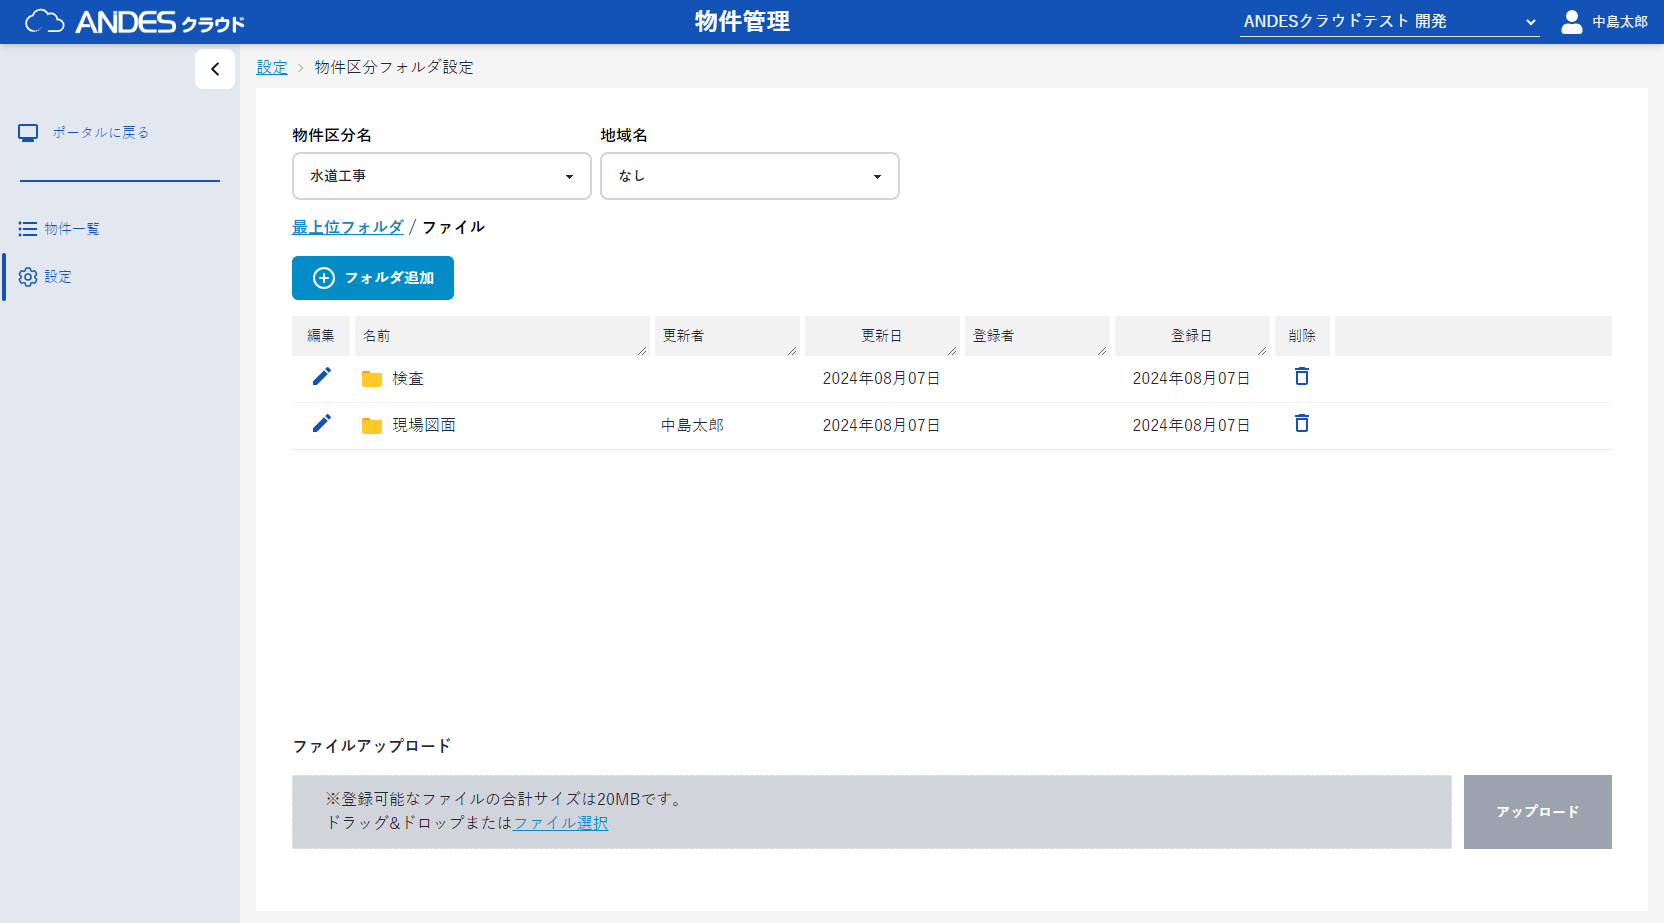 ANDES クラウド
物件管理
ANDESクラウドテスト 開発
中島太郎
設定 > 物件区分フォルダ設定
ポータルに戻る
物件一覧
設定
物件区分名 地域名
水道工事 なし
最上位フォルダ / ファイル
フォルダ追加
編集 名前 更新者 更新日 登録者 登録日 削除
検査 2024年08月07日 2024年08月07日
現場図面 中島太郎 2024年08月07日 2024年08月07日
ファイルアップロード
※登録可能なファイルの合計サイズは20MBです。
ドラッグ&ドロップまたはファイル選択
アップロード